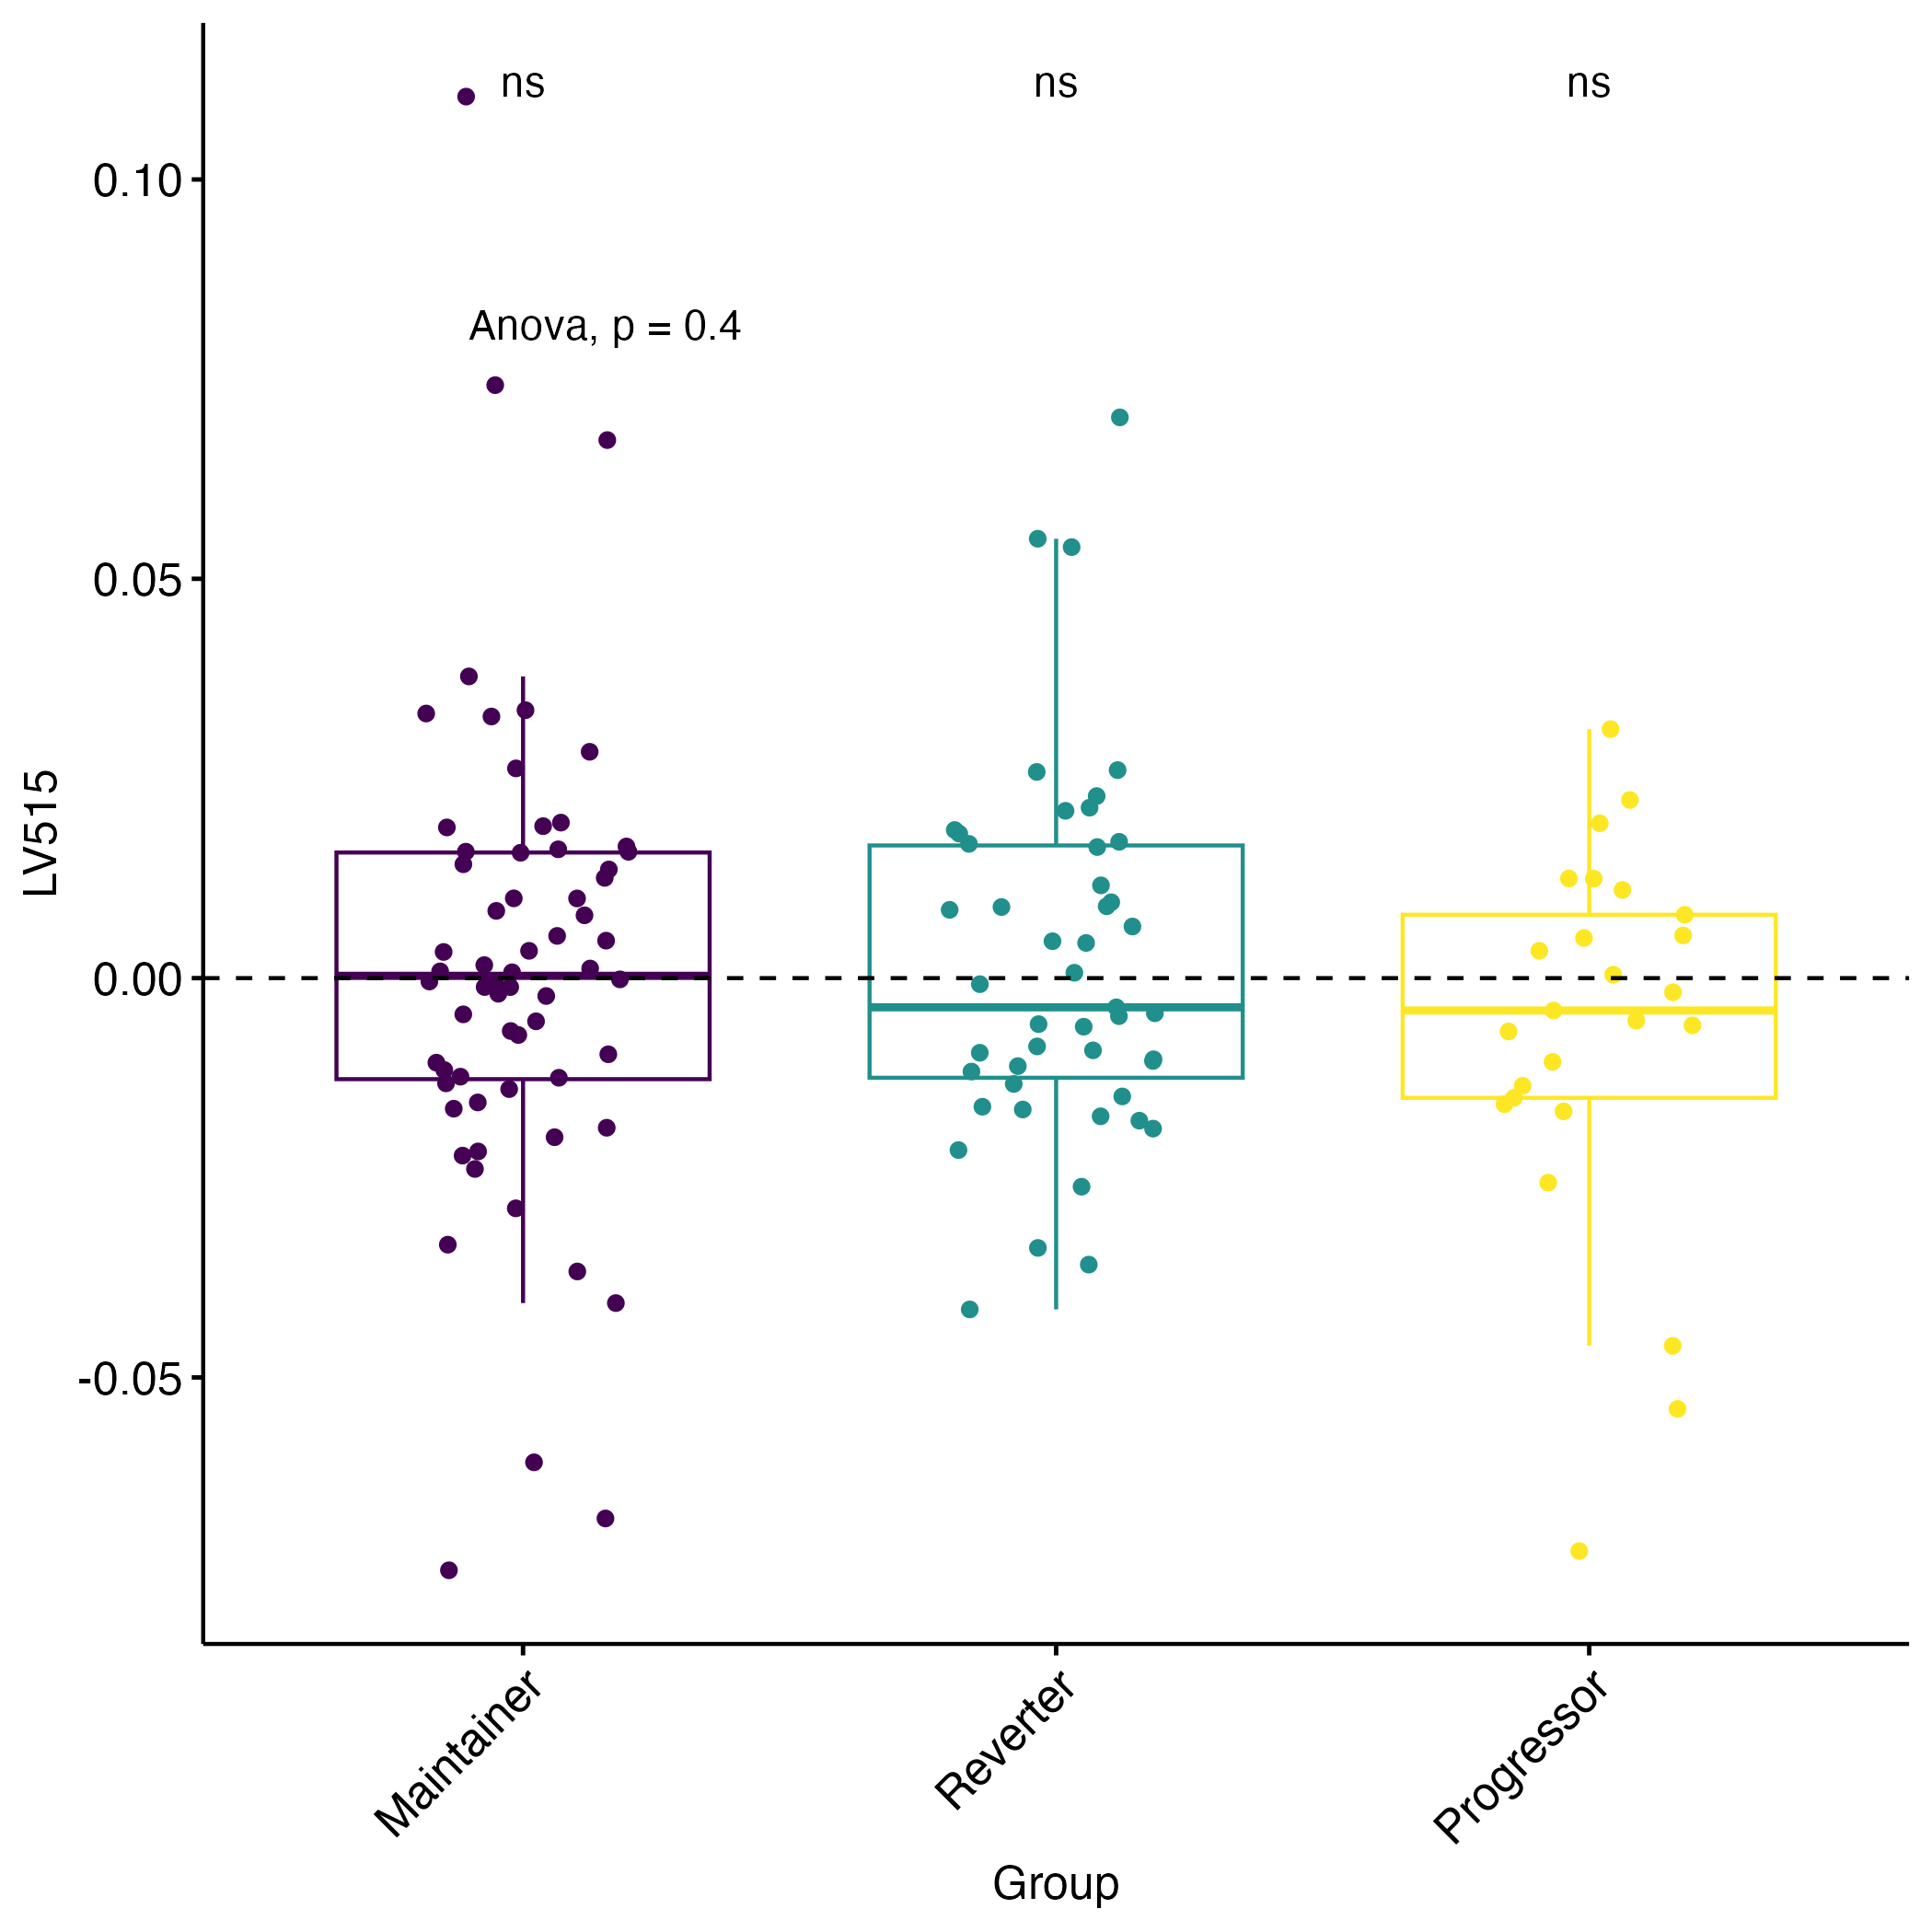 ns ns ns
Anova, p = 0.4
LV515
0.10
0.05
0.00
-0.05
Maintainer
Reverter
Progressor
Group